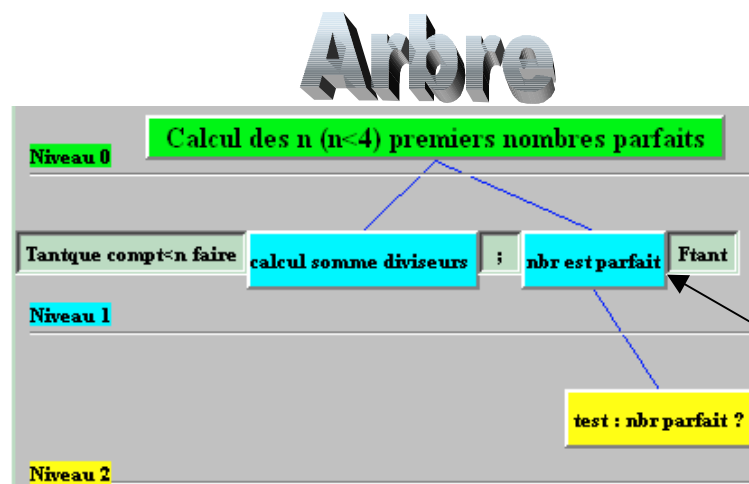 Arbre
Calcul des n (n<4) premiers nombres parfaits
Niveau 0
Tantque compt<n faire calcul somme diviseurs ; nbr est parfait Ftant
Niveau 1
test : nbr parfait ?
Niveau 2